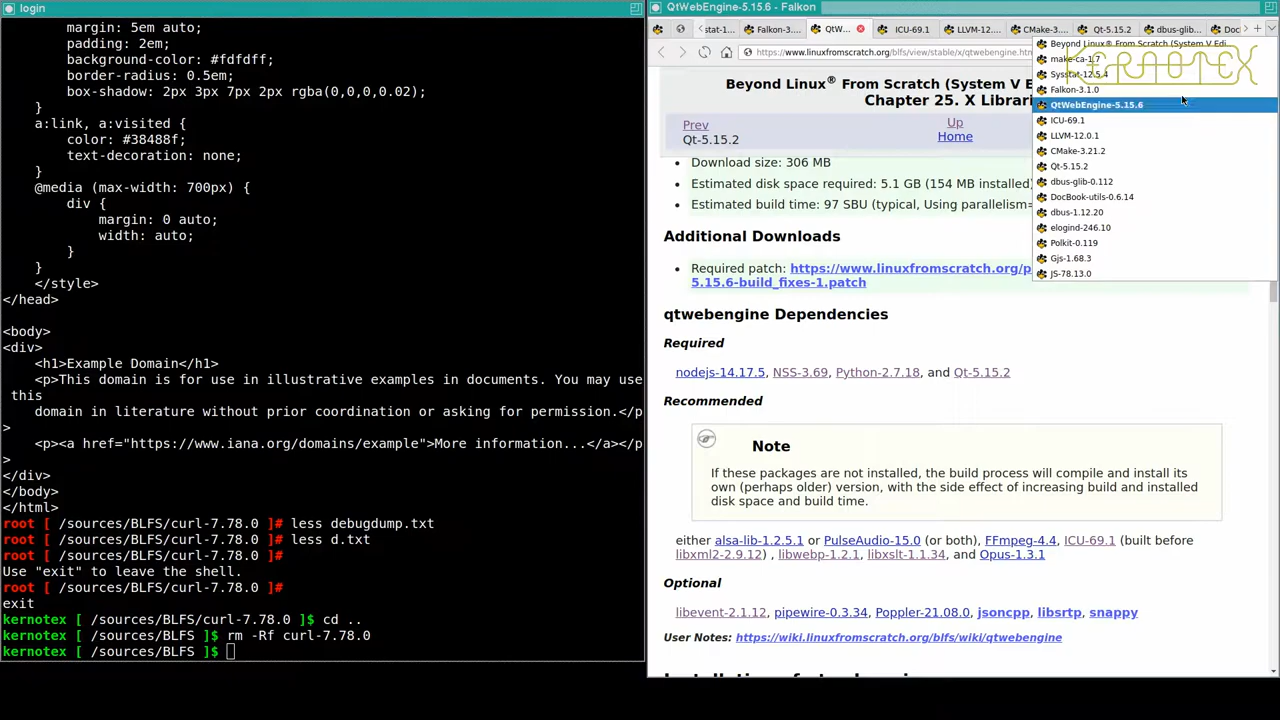 login
margin: 5em auto;
padding: 2em;
background-color: #fdfdff;
border-radius: 0.5em;
box-shadow: 2px 3px 7px 2px rgba(0,0,0,0.02);
}
a:link, a:visited {
color: #38488f;
text-decoration: none;
}
@media (max-width: 700px) {
div {
margin: 0 auto;
width: auto;
}
}
</style>
</head>
<body>
<div>
<h1>Example Domain</h1>
<p>This domain is for use in illustrative examples in documents. You may use
this
domain in literature without prior coordination or asking for permission.</p
>
<p><a href="https://www.iana.org/domains/example">More information...</a></p
>
</div>
</body>
</html>
root [ /sources/BLFS/curl-7.78.0 ]# less debugdump.txt
root [ /sources/BLFS/curl-7.78.0 ]# less d.txt
root [ /sources/BLFS/curl-7.78.0 ]#
Use "exit" to leave the shell.
root [ /sources/BLFS/curl-7.78.0 ]#
exit
kernotex [ /sources/BLFS/curl-7.78.0 ]$ cd ..
kernotex [ /sources/BLFS ]$ rm -Rf curl-7.78.0
kernotex [ /sources/BLFS ]$
QtWebEngine-5.15.6 - Falkon
stat-1... Falkon-3.... QtW... ICU-69.1 LLVM-12.... CMake-3.... Qt-5.15.2 dbus-glib... Doc
https://www.linuxfromscratch.org/blfs/view/stable/x/qtwebengine.htm
Beyond Linux® From Scratch (System V E
Chapter 25. X Librari
Prev
Qt-5.15.2
Up
Home
Download size: 306 MB
Estimated disk space required: 5.1 GB (154 MB installed)
Estimated build time: 97 SBU (typical, Using parallelism=
Additional Downloads
Required patch: https://www.linuxfromscratch.org/p
5.15.6-build_fixes-1.patch
qtwebengine Dependencies
Required
nodejs-14.17.5, NSS-3.69, Python-2.7.18, and Qt-5.15.2
Recommended
Note
If these packages are not installed, the build process will compile and install its
own (perhaps older) version, with the side effect of increasing build and installed
disk space and build time.
either alsa-lib-1.2.5.1 or PulseAudio-15.0 (or both), FFmpeg-4.4, ICU-69.1 (built before
libxml2-2.9.12) , libwebp-1.2.1, libxslt-1.1.34, and Opus-1.3.1
Optional
libevent-2.1.12, pipewire-0.3.34, Poppler-21.08.0, jsoncpp, libsrtp, snappy
User Notes: https://wiki.linuxfromscratch.org/blfs/wiki/qtwebengine
Beyond Linux® From Scratch (System V Edi...
make-ca-1.7
Sysstat-12.5.4
Falkon-3.1.0
QtWebEngine-5.15.6
ICU-69.1
LLVM-12.0.1
CMake-3.21.2
Qt-5.15.2
dbus-glib-0.112
DocBook-utils-0.6.14
dbus-1.12.20
elogind-246.10
Polkit-0.119
Gjs-1.68.3
JS-78.13.0
KERNOTEX